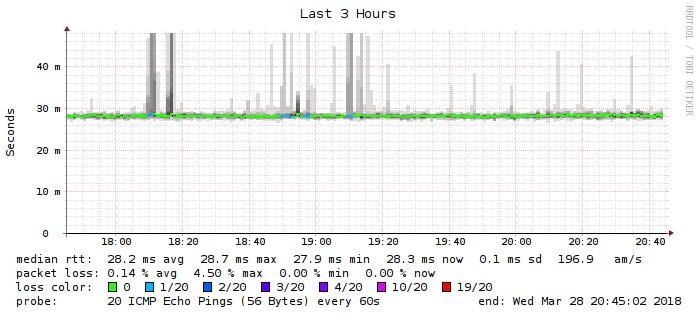 Last 3 Hours
RRDTOOL / TOBI OETIKER
Seconds
40 m
30 m
20 m
10 m
0
18:00 18:20 18:40 19:00 19:20 19:40 20:00 20:20 20:40
median rtt: 28.2 ms avg 28.7 ms max 27.9 ms min 28.3 ms now 0.1 ms sd 196.9 am/s
packet loss: 0.14 % avg 4.50 % max 0.00 % min 0.00 % now
loss color: 0 1/20 2/20 3/20 4/20 10/20 19/20
probe: 20 ICMP Echo Pings (56 Bytes) every 60s end: Wed Mar 28 20:45:02 2018